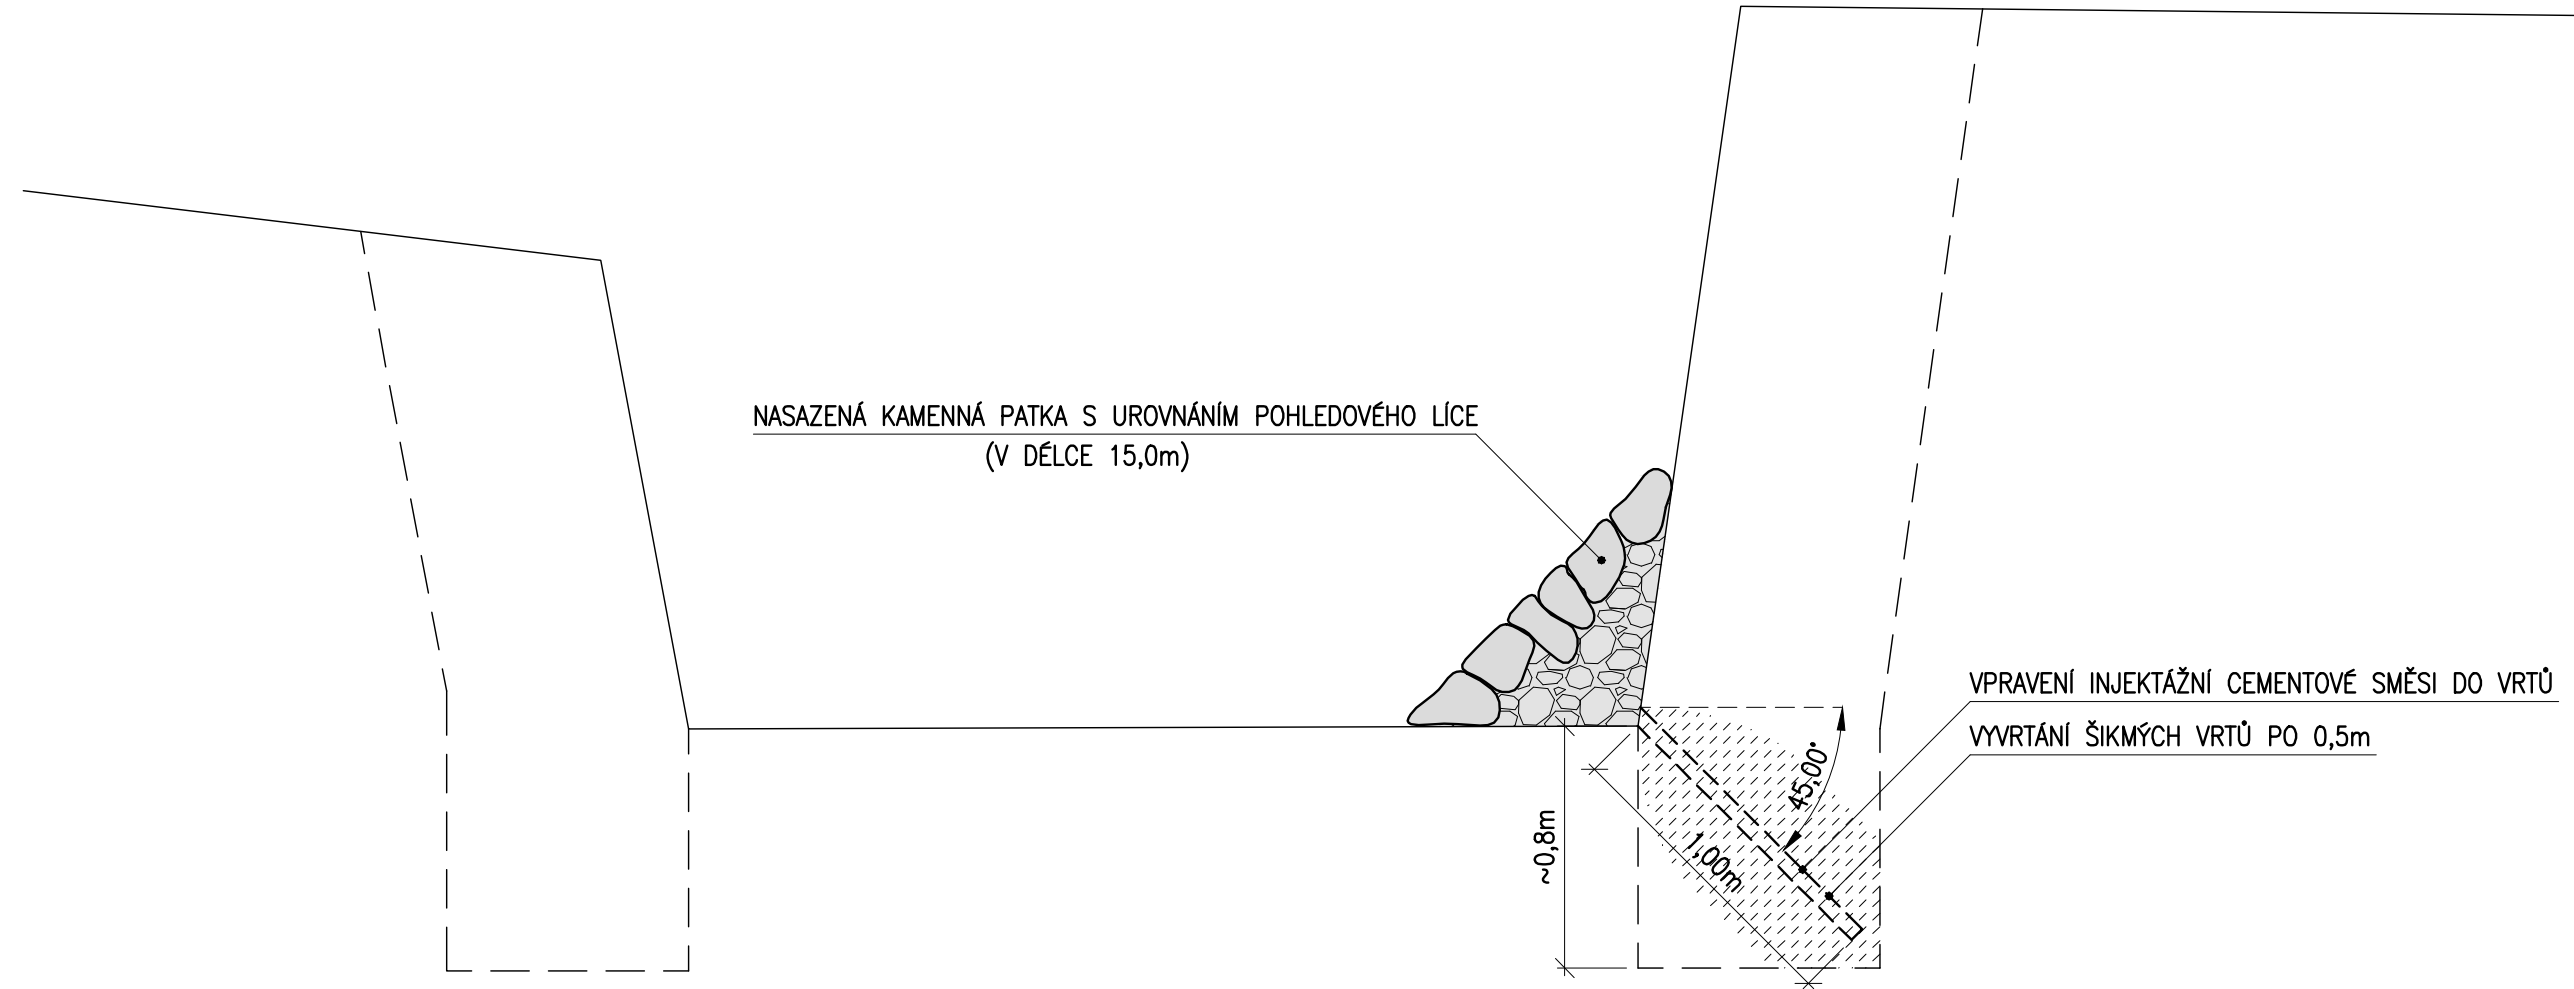 NASAZENÁ KAMENNÁ PATKA S UROVNÁNÍM POHLEDOVÉHO LÍCE
(V DÉLCE 15,0m)
VPRAVENÍ INJEKTÁŽNÍ CEMENTOVÉ SMĚSI DO VRTŮ
VYVRTÁNÍ ŠIKMÝCH VRTŮ PO 0,5m
45,00°
~0,8m
1,00m